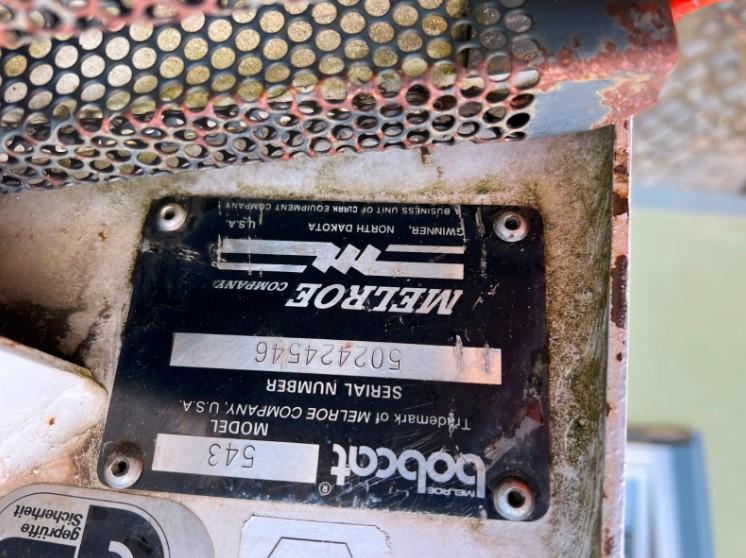 MELROE
bobcat®
Trademark of MELROE COMPANY, U.S.A.
MODEL
543
SERIAL NUMBER
502424546
MELROE COMPANY
GWINNER, NORTH DAKOTA U.S.A.
A BUSINESS UNIT OF CLARK EQUIPMENT COMPANY
geprüfte
Sicherheit